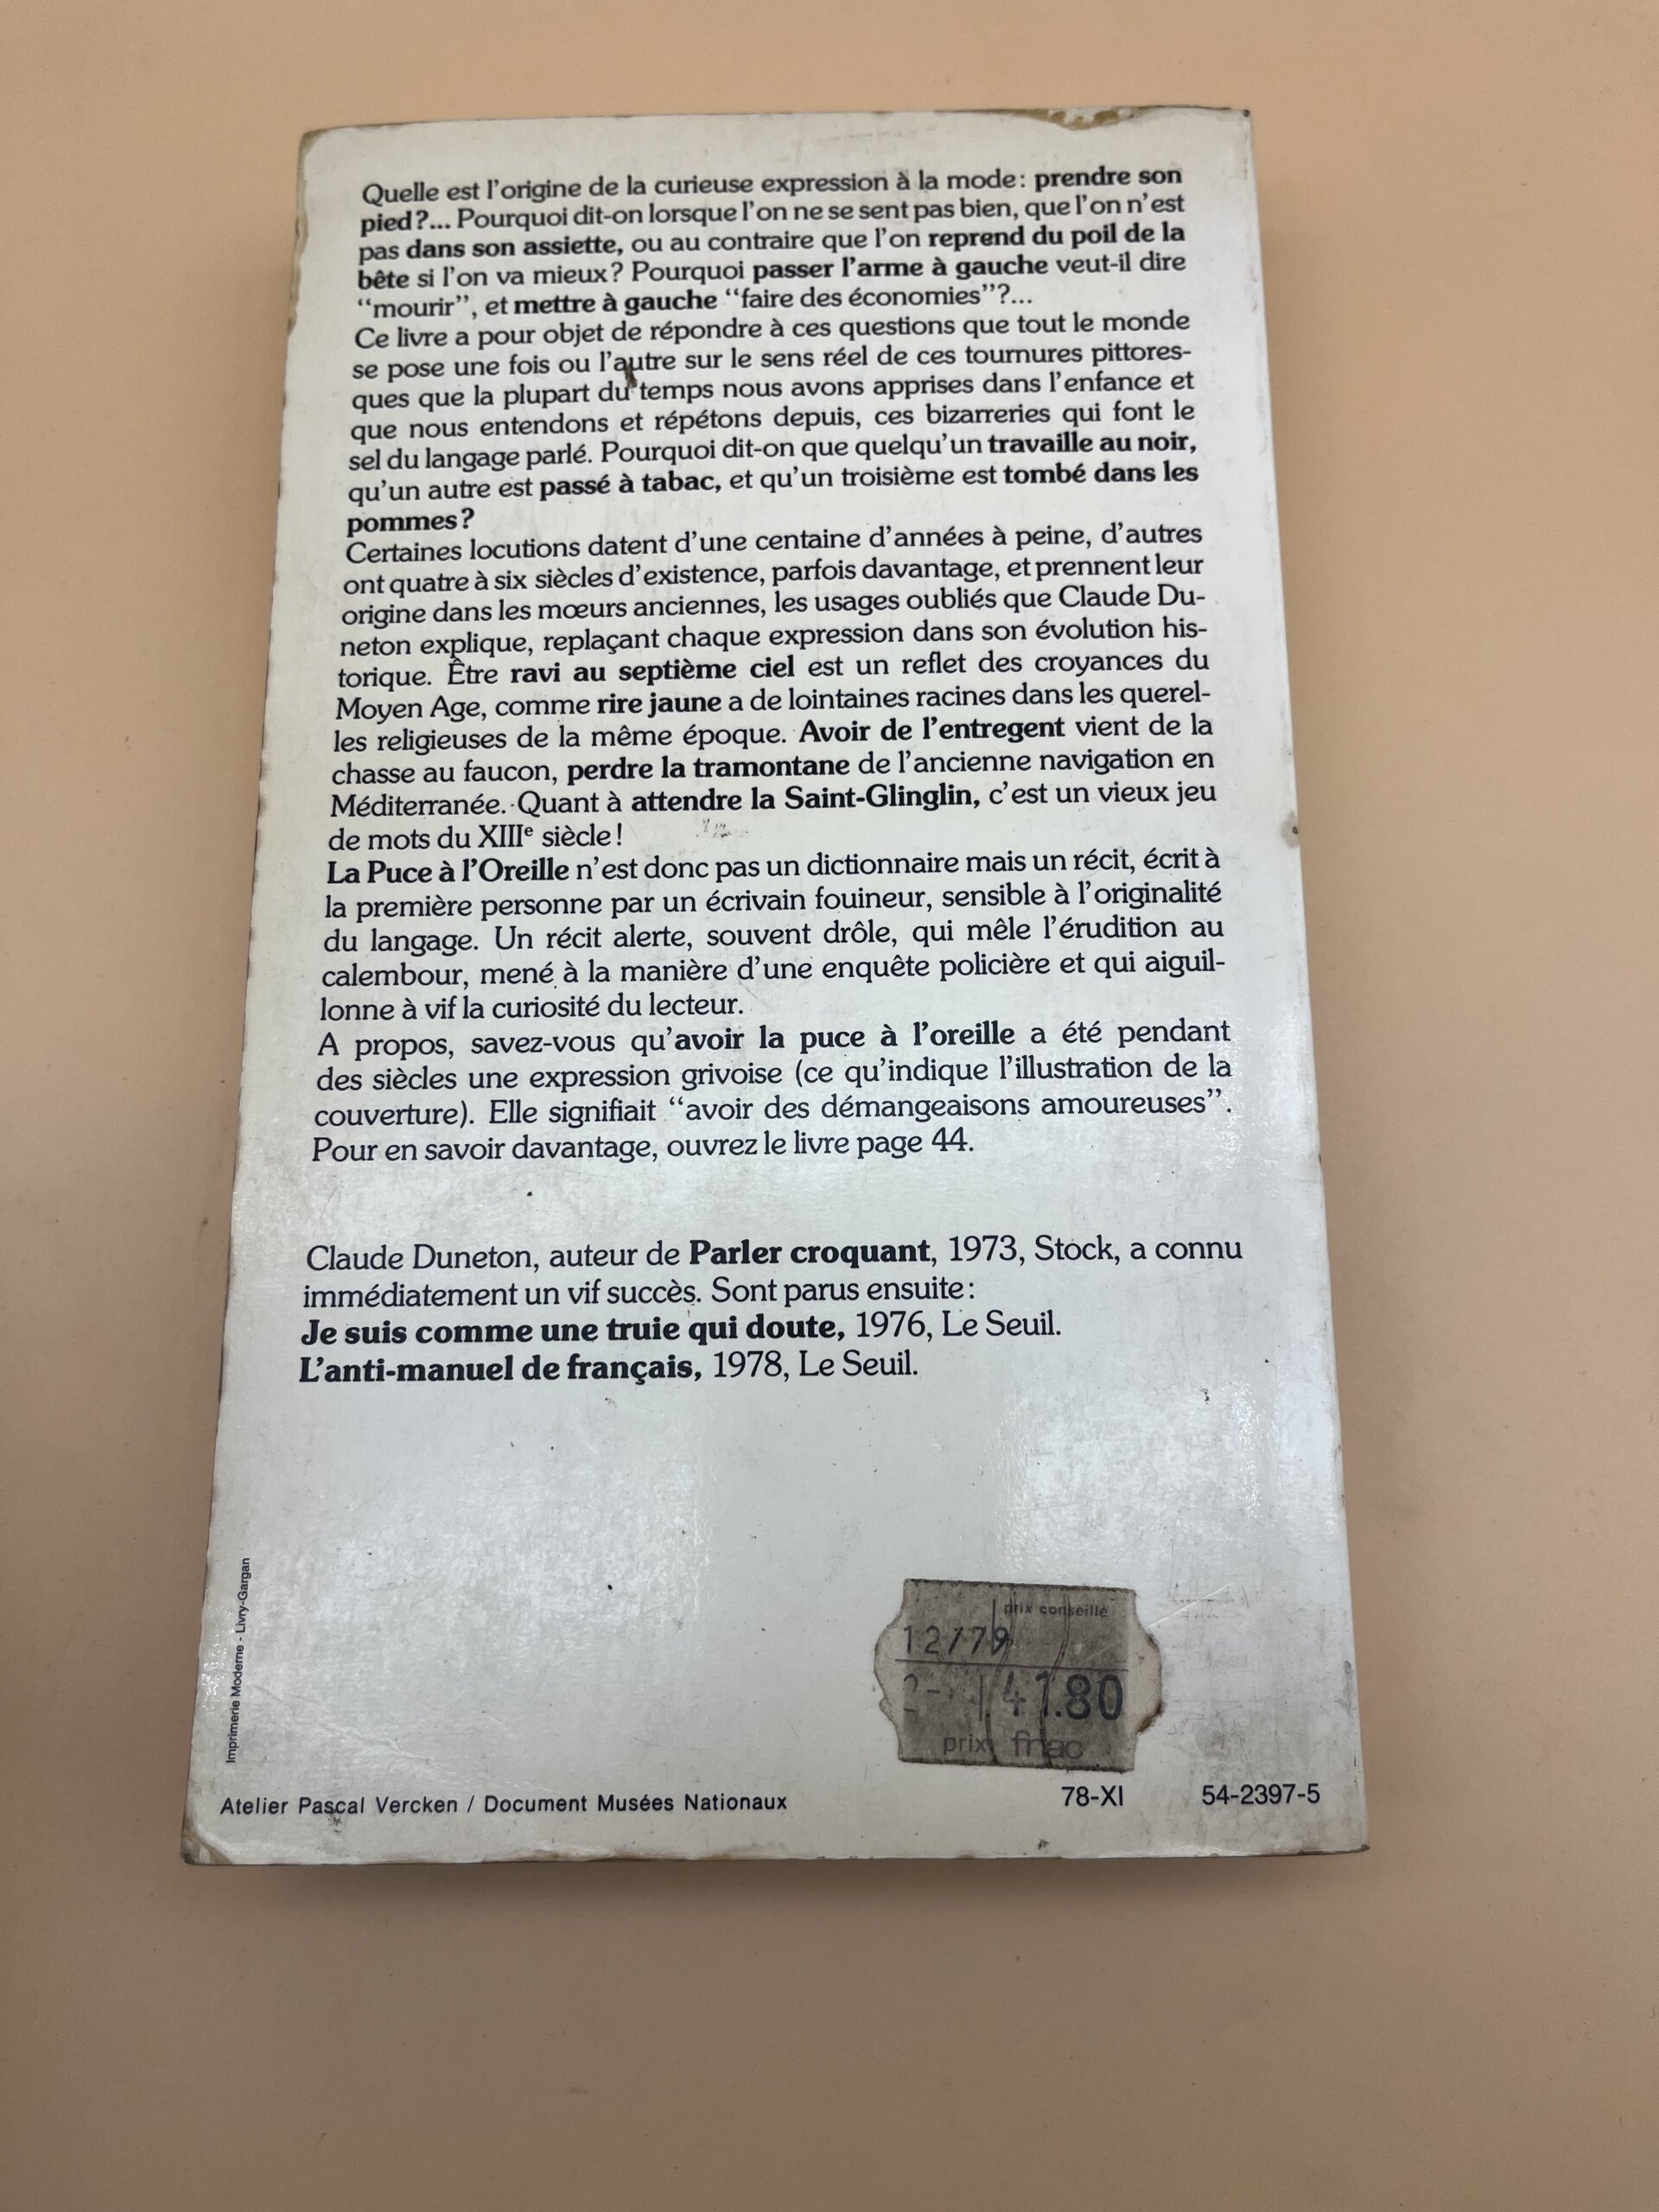 Quelle est l'origine de la curieuse expression à la mode: prendre son
pied?... Pourquoi dit-on lorsque l'on ne se sent pas bien, que l'on n'est
pas dans son assiette, ou au contraire que l'on reprend du poil de la
bête si l'on va mieux? Pourquoi passer l'arme à gauche veut-il dire
‘‘mourir’’, et mettre à gauche ‘‘faire des économies’’?...
Ce livre a pour objet de répondre à ces questions que tout le monde
se pose une fois ou l'autre sur le sens réel de ces tournures pittores-
ques que la plupart du temps nous avons apprises dans l'enfance et
que nous entendons et répétons depuis, ces bizarreries qui font le
sel du langage parlé. Pourquoi dit-on que quelqu'un travaille au noir,
qu'un autre est passé à tabac, et qu'un troisième est tombé dans les
pommes?
Certaines locutions datent d'une centaine d'années à peine, d'autres
ont quatre à six siècles d'existence, parfois davantage, et prennent leur
origine dans les mœurs anciennes, les usages oubliés que Claude Du-
neton explique, replaçant chaque expression dans son évolution his-
torique. Être ravi au septième ciel est un reflet des croyances du
Moyen Age, comme rire jaune a de lointaines racines dans les querel-
les religieuses de la même époque. Avoir de l'entregent vient de la
chasse au faucon, perdre la tramontane de l'ancienne navigation en
Méditerranée. Quant à attendre la Saint-Glinglin, c'est un vieux jeu
de mots du XIIIe siècle!
La Puce à l'Oreille n'est donc pas un dictionnaire mais un récit, écrit à
la première personne par un écrivain fouineur, sensible à l'originalité
du langage. Un récit alerte, souvent drôle, qui mêle l'érudition au
calembour, mené à la manière d'une enquête policière et qui aiguil-
lonne à vif la curiosité du lecteur.
A propos, savez-vous qu'avoir la puce à l'oreille a été pendant
des siècles une expression grivoise (ce qu'indique l'illustration de la
couverture). Elle signifiait ‘‘avoir des démangeaisons amoureuses’’.
Pour en savoir davantage, ouvrez le livre page 44.
Claude Duneton, auteur de Parler croquant, 1973, Stock, a connu
immédiatement un vif succès. Sont parus ensuite:
Je suis comme une truie qui doute, 1976, Le Seuil.
L'anti-manuel de français, 1978, Le Seuil.
Imprimerie Moderne - Livry-Gargan
prix conseillé
12/79
41.80
prix fnac
Atelier Pascal Vercken / Document Musées Nationaux
78-XI
54-2397-5